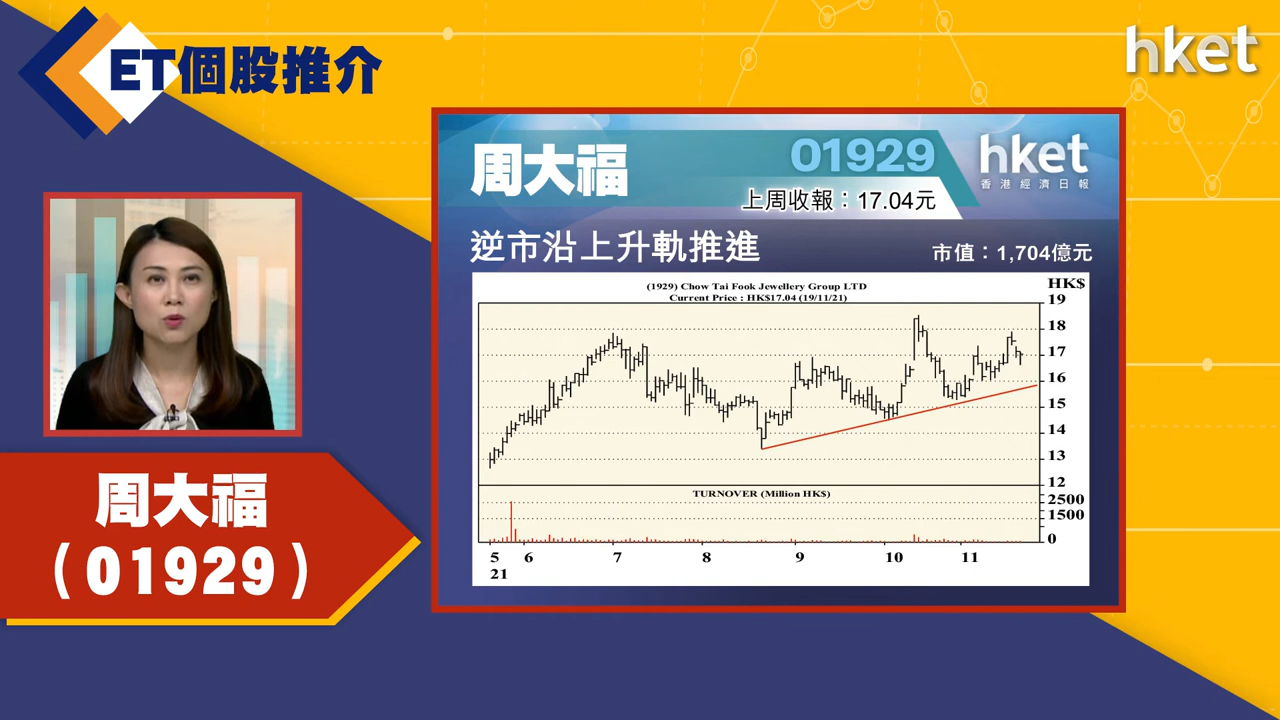 ET個股推介
hket
周大福
01929
hket
香港經濟日報
上周收報：17.04元
逆市沿上升軌推進
市值：1,704億元
(1929) Chow Tai Fook Jewellery Group LTD
Current Price : HK$17.04 (19/11/21)
HK$
19
18
17
16
15
14
13
12
TURNOVER (Million HK$)
2500
1500
0
5 6 7 8 9 10 11
21
周大福
（01929）